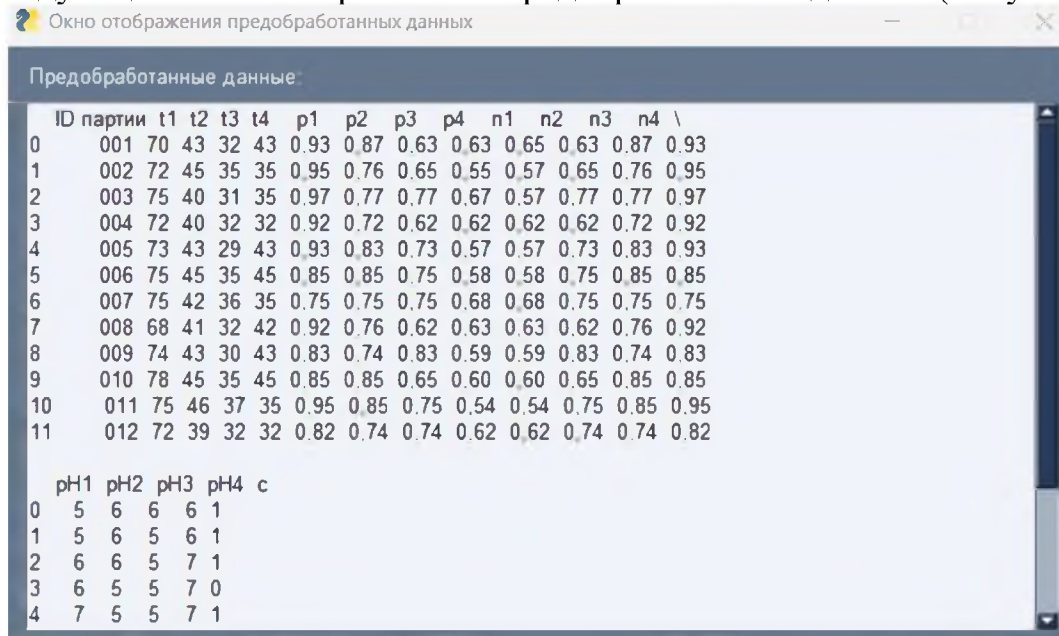 Окно отображения предобработанных данных
Предобработанные данные:
ID партии t1 t2 t3 t4 p1 p2 p3 p4 n1 n2 n3 n4 \
0 001 70 43 32 43 0.93 0.87 0.63 0.63 0.65 0.63 0.87 0.93
1 002 72 45 35 35 0.95 0.76 0.65 0.55 0.57 0.65 0.76 0.95
2 003 75 40 31 35 0.97 0.77 0.77 0.67 0.57 0.77 0.77 0.97
3 004 72 40 32 32 0.92 0.72 0.62 0.62 0.62 0.62 0.72 0.92
4 005 73 43 29 43 0.93 0.83 0.73 0.57 0.57 0.73 0.83 0.93
5 006 75 45 35 45 0.85 0.85 0.75 0.58 0.58 0.75 0.85 0.85
6 007 75 42 36 35 0.75 0.75 0.75 0.68 0.68 0.75 0.75 0.75
7 008 68 41 32 42 0.92 0.76 0.62 0.63 0.63 0.62 0.76 0.92
8 009 74 43 30 43 0.83 0.74 0.83 0.59 0.59 0.83 0.74 0.83
9 010 78 45 35 45 0.85 0.85 0.65 0.60 0.60 0.65 0.85 0.85
10 011 75 46 37 35 0.95 0.85 0.75 0.54 0.54 0.75 0.85 0.95
11 012 72 39 32 32 0.82 0.74 0.74 0.62 0.62 0.74 0.74 0.82
pH1 pH2 pH3 pH4 c
0 5 6 6 6 1
1 5 6 5 6 1
2 6 6 5 7 1
3 6 5 5 7 0
4 7 5 5 7 1